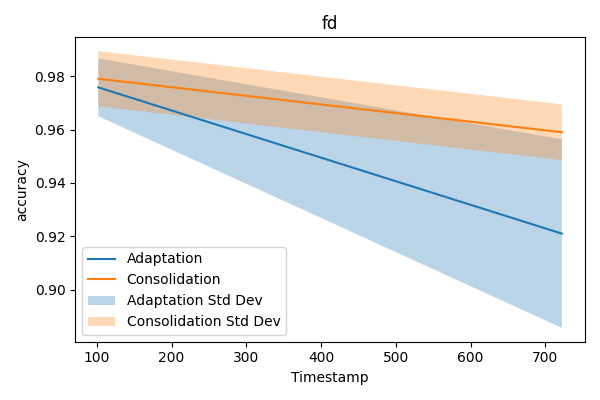 fd
accuracy
0.98
0.96
0.94
0.92
0.90
Adaptation
Consolidation
Adaptation Std Dev
Consolidation Std Dev
100 200 300 400 500 600 700
Timestamp